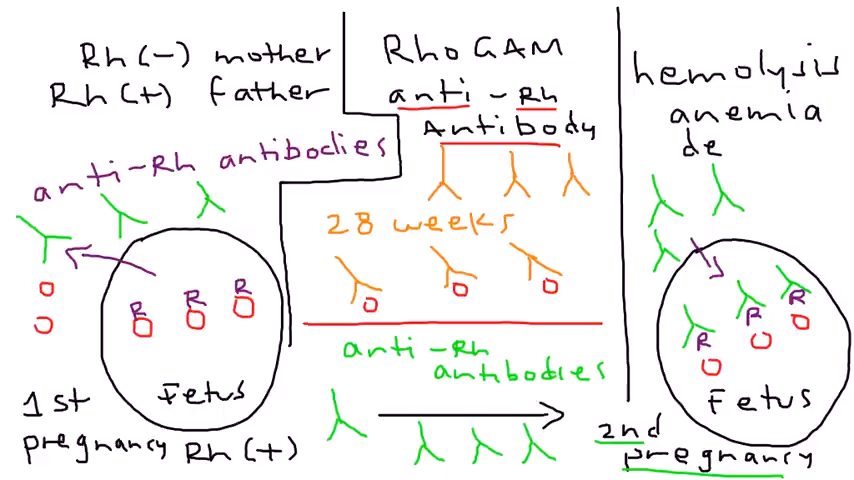 Rh(-) mother
Rh(+) father
anti-Rh antibodies
R R R
Fetus
1st
pregnancy Rh(+)
RhoGAM
anti-Rh
Antibody
28 weeks
anti-Rh
antibodies
hemolysis
anemia
de
R R R
Fetus
2nd
pregnancy